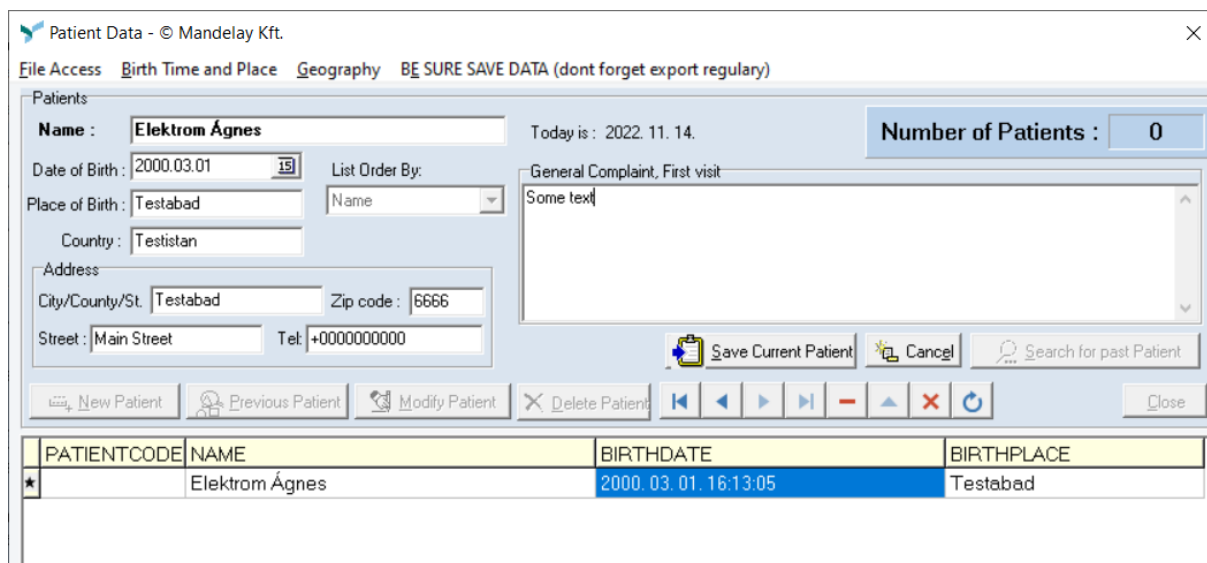 Patient Data - © Mandelay Kft.
File Access Birth Time and Place Geography BE SURE SAVE DATA (dont forget export regulary)
Patients
Name : Elektrom Ágnes Today is : 2022. 11. 14. Number of Patients : 0
Date of Birth : 2000.03.01 15 List Order By: General Complaint, First visit
Place of Birth : Testabad Name Some text
Country : Testistan
Address
City/County/St. Testabad Zip code : 6666
Street : Main Street Tel: +0000000000
Save Current Patient Cancel Search for past Patient
New Patient Previous Patient Modify Patient Delete Patient Close
PATIENTCODE NAME BIRTHDATE BIRTHPLACE
Elektrom Ágnes 2000. 03. 01. 16:13:05 Testabad